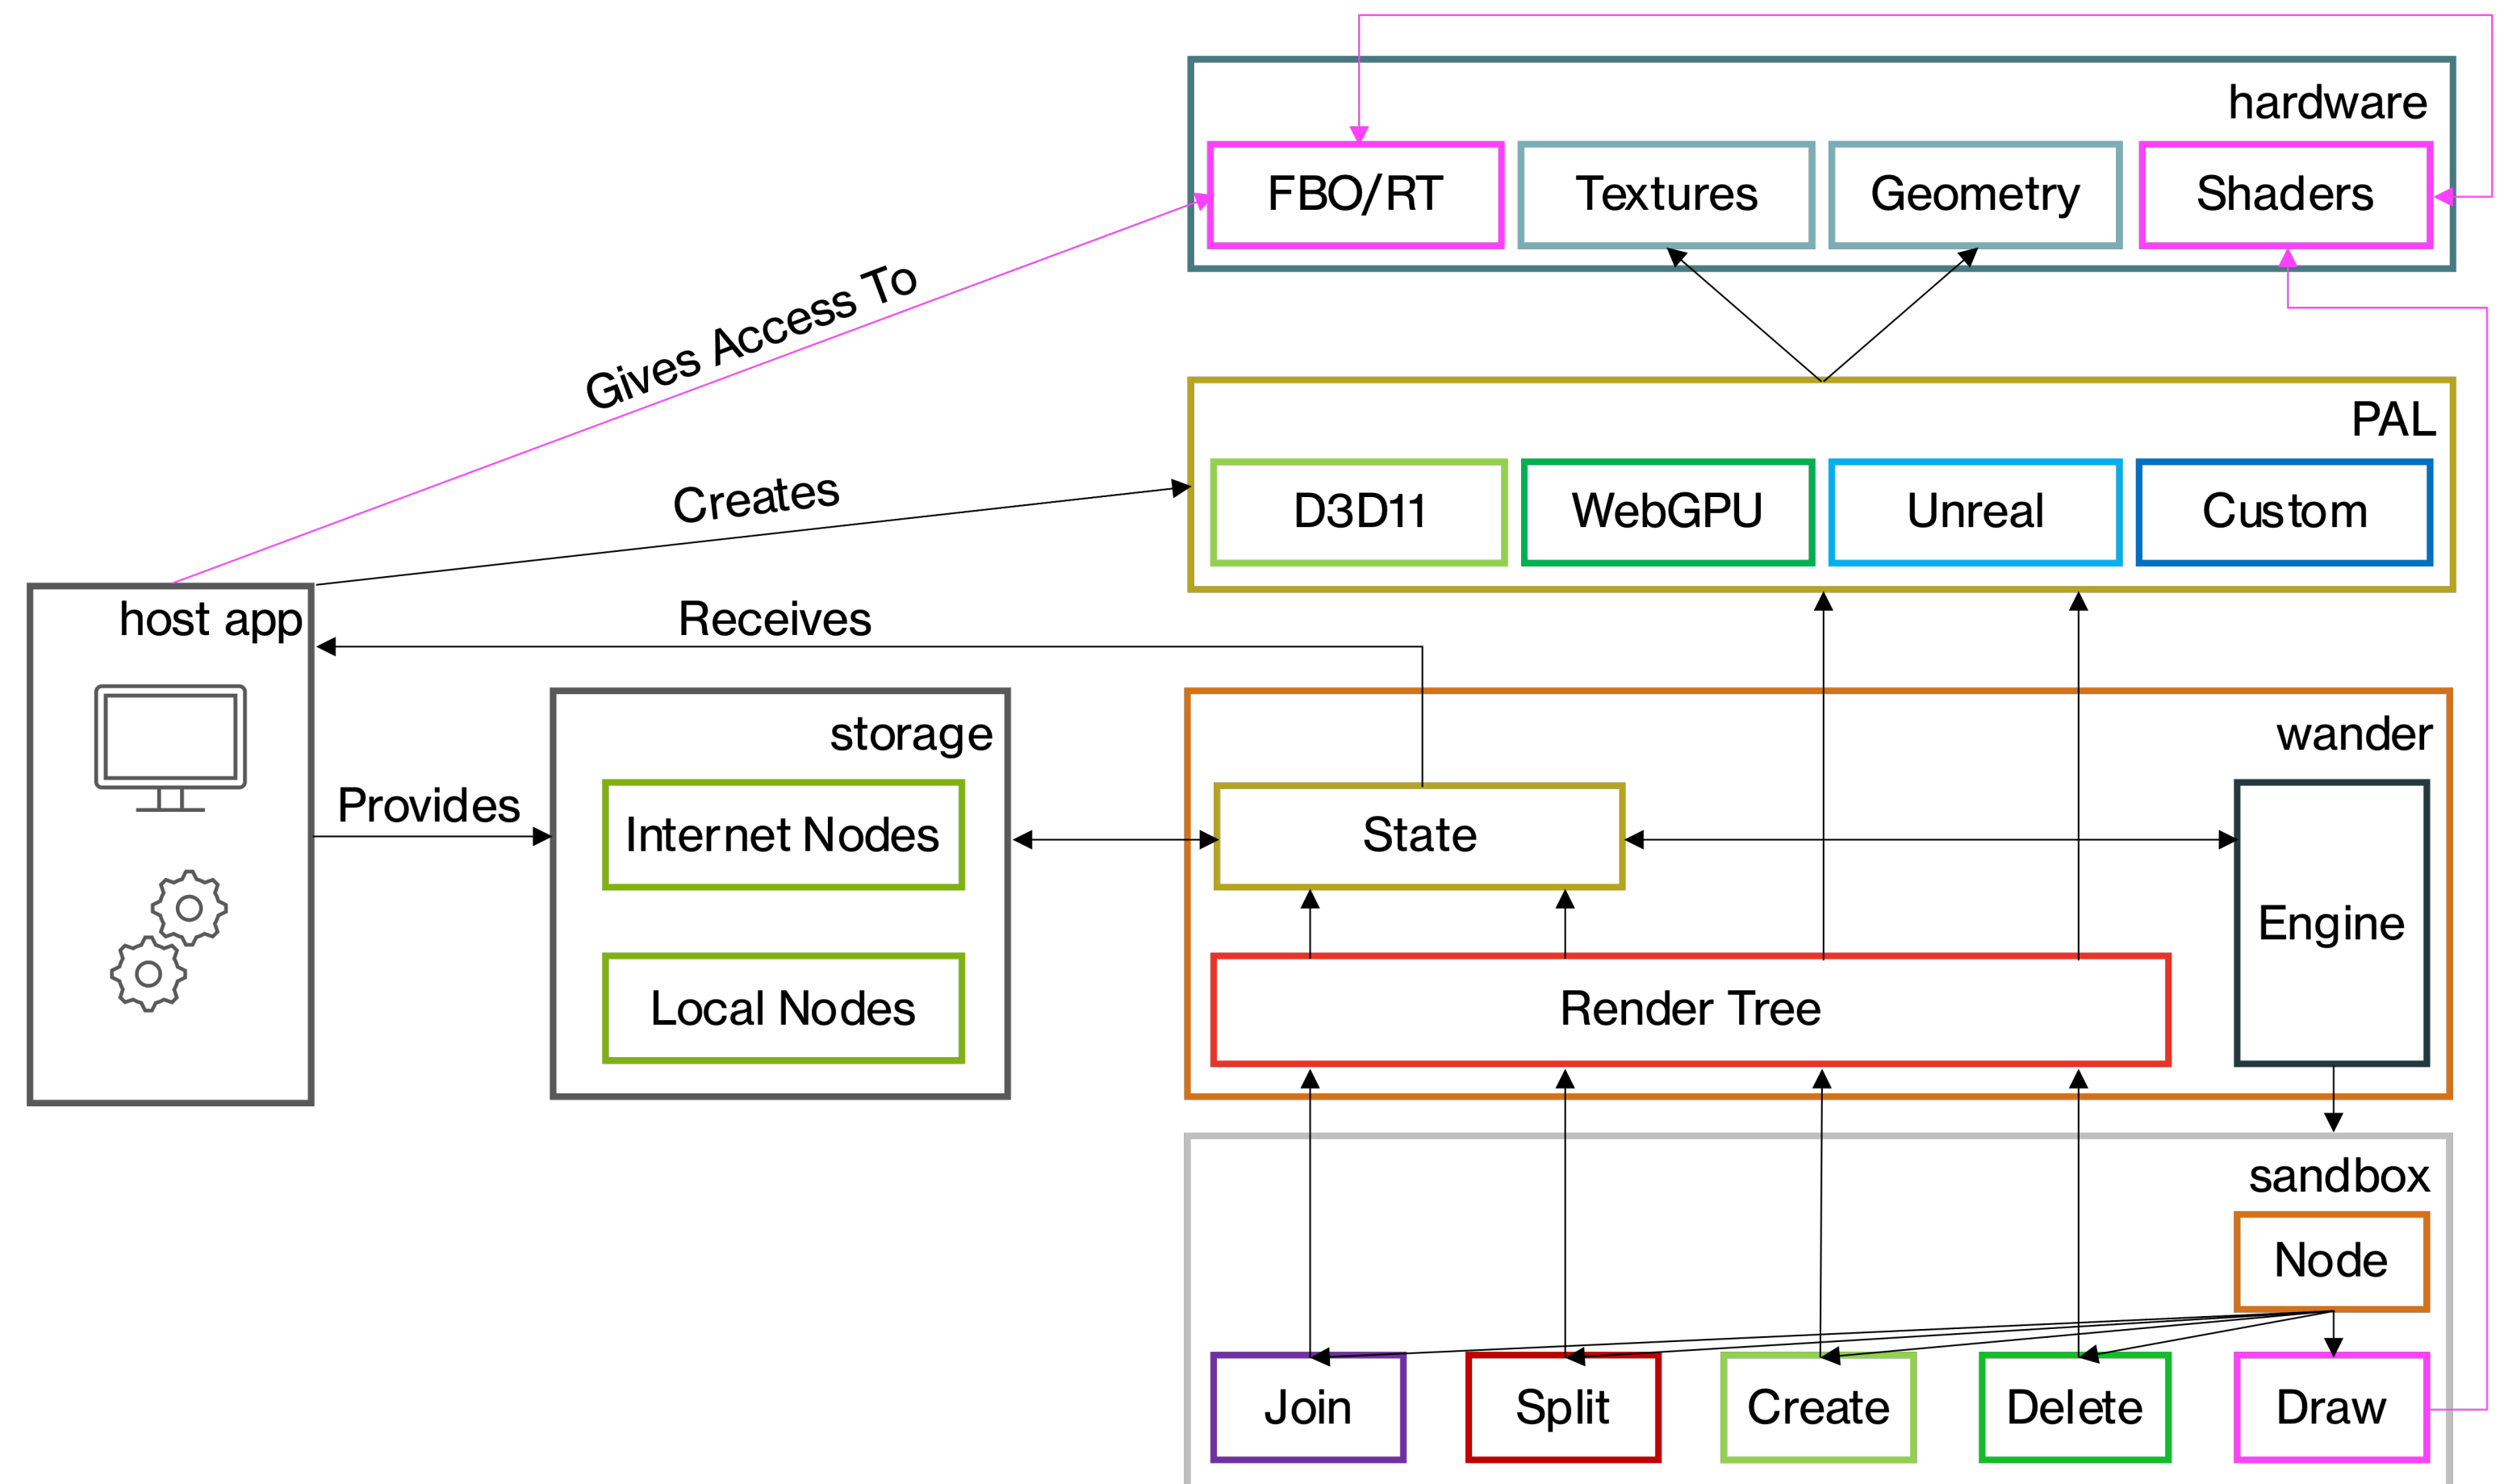 hardware
FBO/RT
Textures
Geometry
Shaders
Gives Access To
PAL
D3D11
WebGPU
Unreal
Custom
Creates
host app
Receives
Provides
storage
Internet Nodes
Local Nodes
wander
State
Engine
Render Tree
sandbox
Node
Join
Split
Create
Delete
Draw